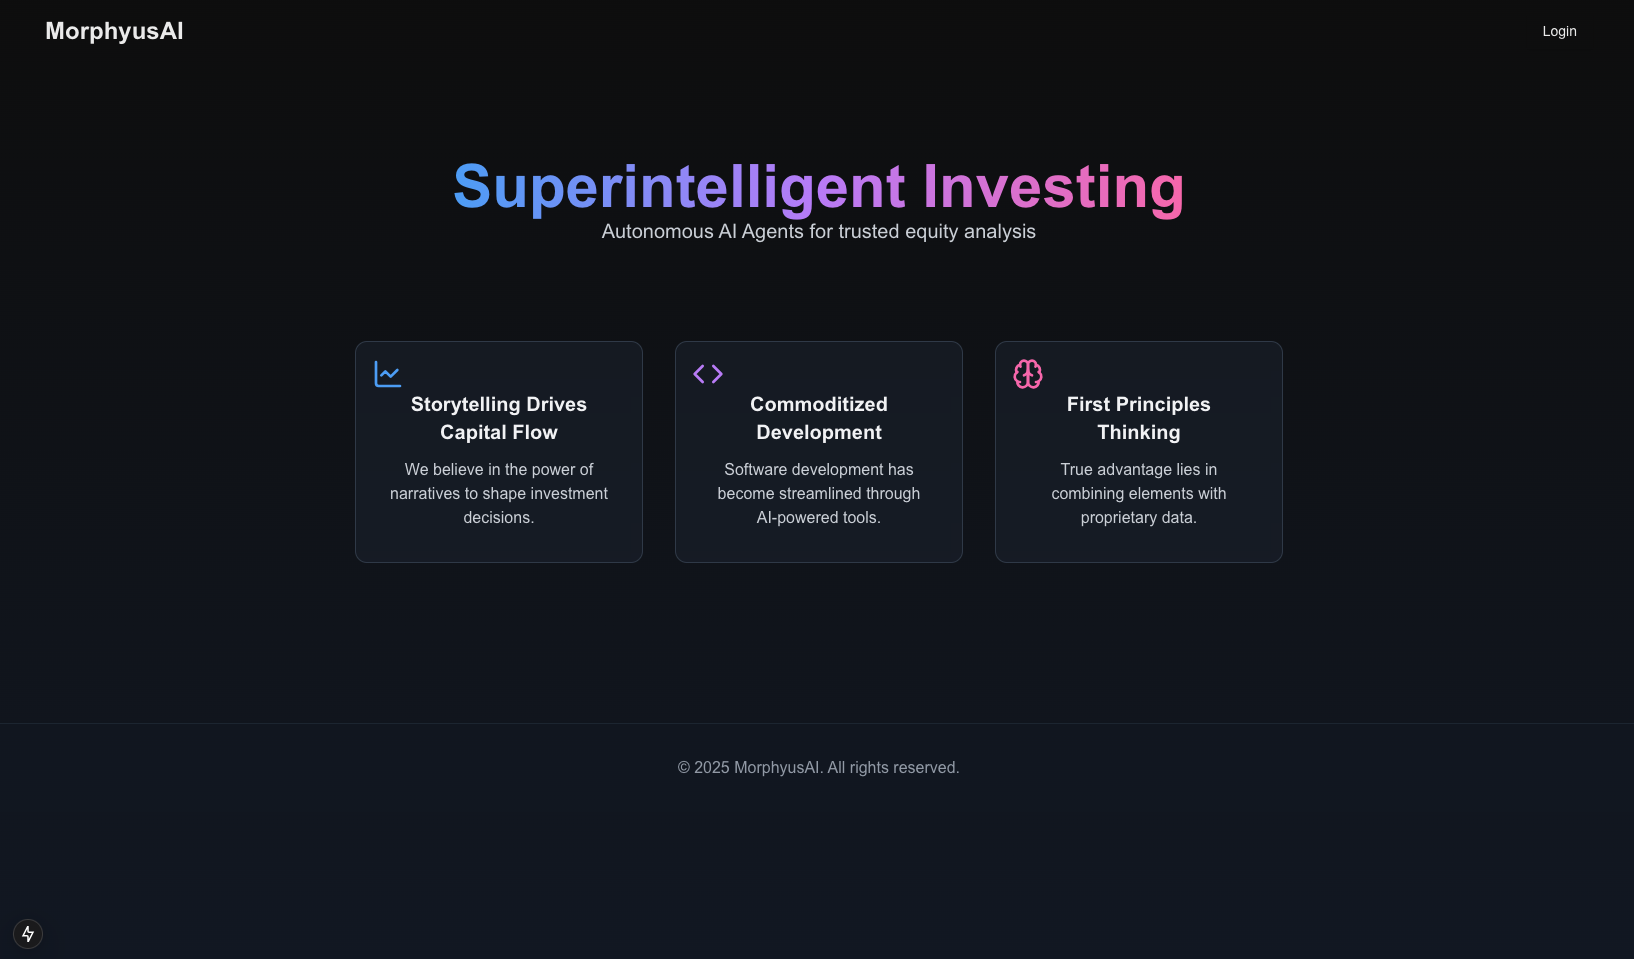 MorphyusAI
Login
Superintelligent Investing
Autonomous AI Agents for trusted equity analysis
Storytelling Drives
Capital Flow
We believe in the power of
narratives to shape investment
decisions.
Commoditized
Development
Software development has
become streamlined through
AI-powered tools.
First Principles
Thinking
True advantage lies in
combining elements with
proprietary data.
© 2025 MorphyusAI. All rights reserved.